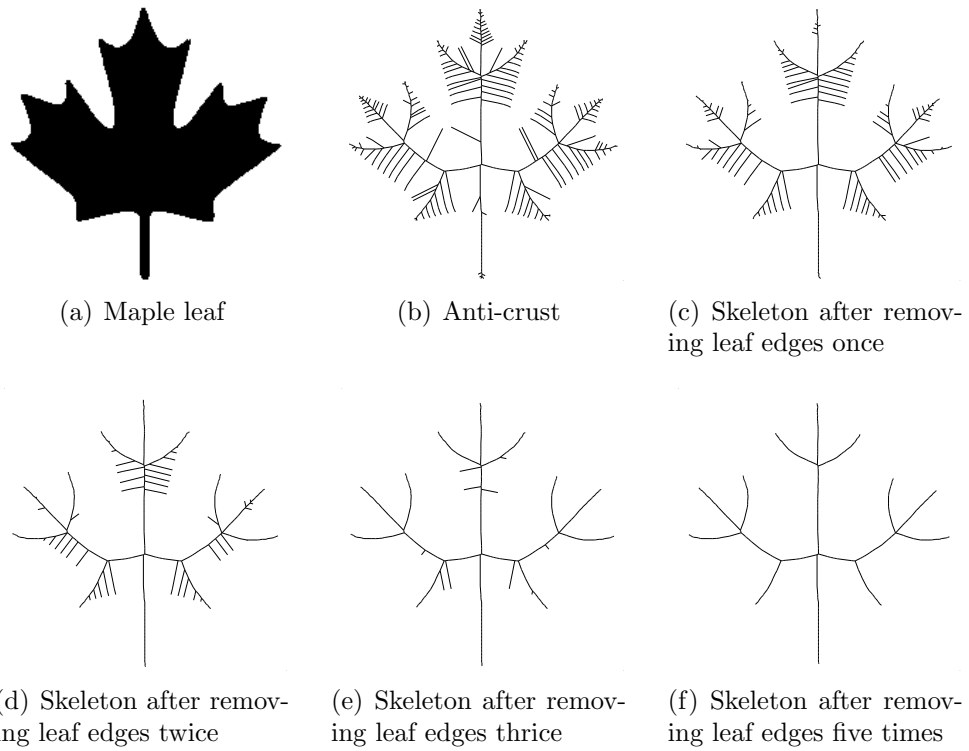 (a) Maple leaf
(b) Anti-crust
(c) Skeleton after remov-
ing leaf edges once
(d) Skeleton after remov-
ing leaf edges twice
(e) Skeleton after remov-
ing leaf edges thrice
(f) Skeleton after remov-
ing leaf edges five times